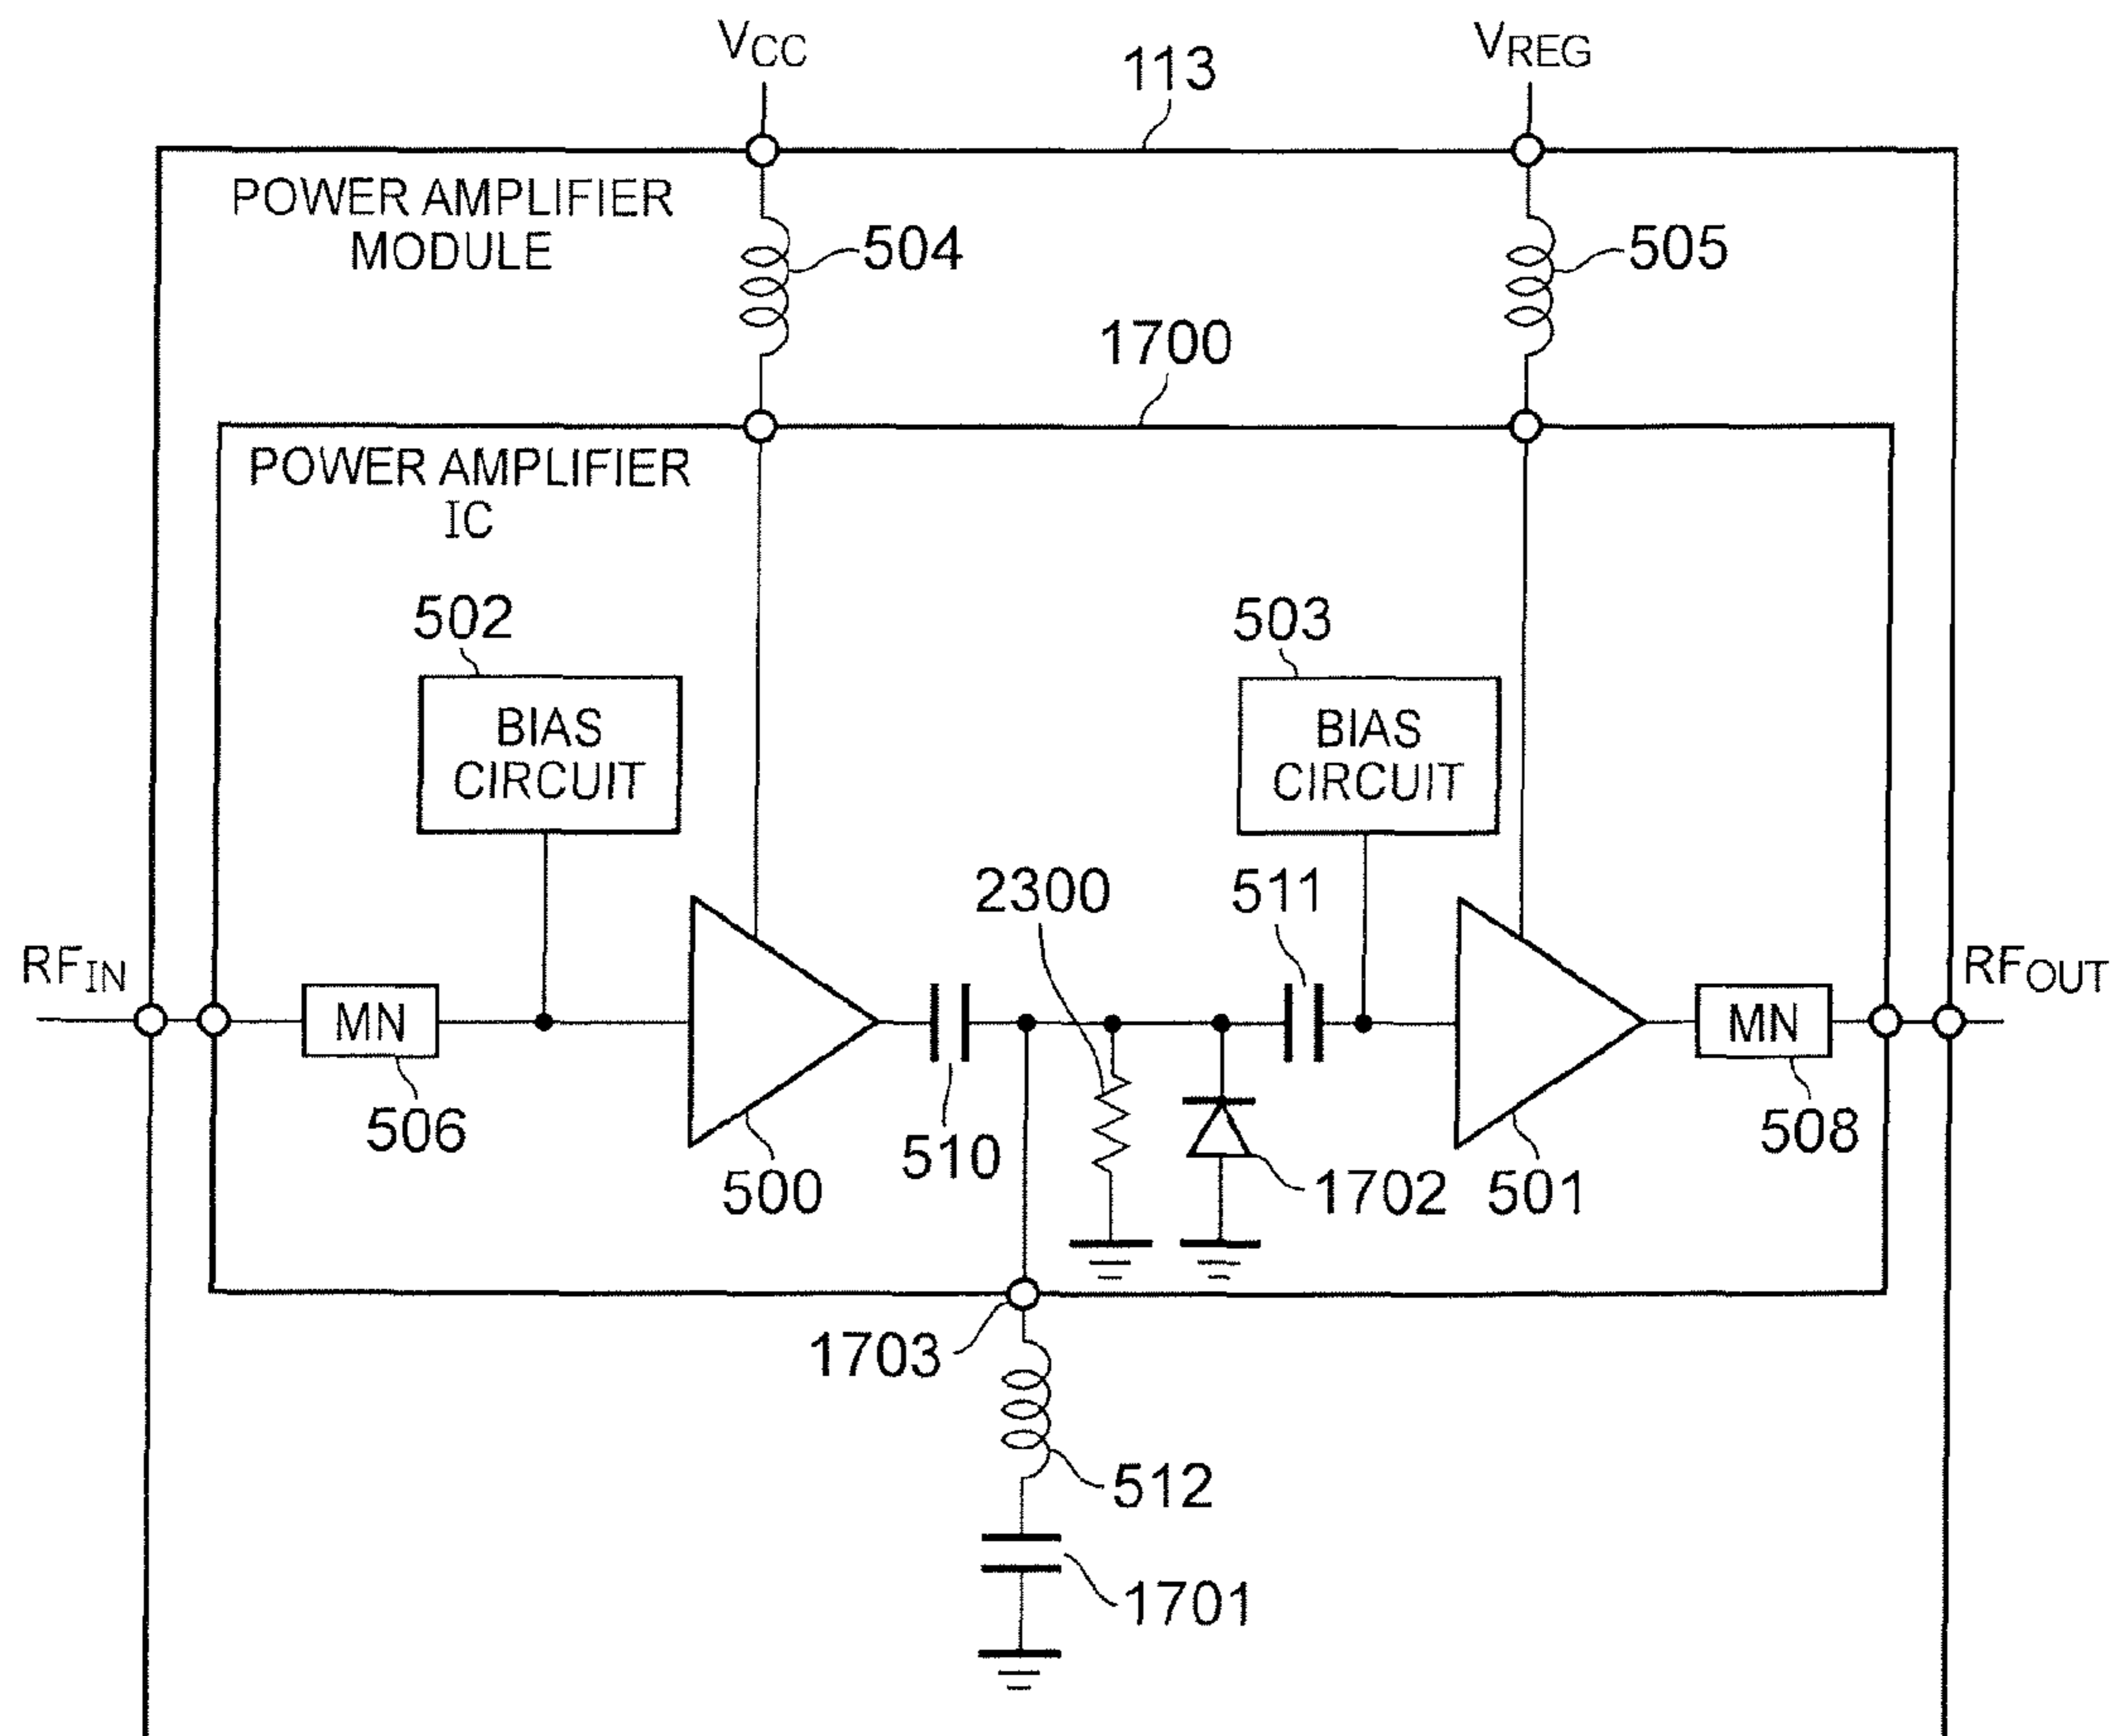 VCC
VREG
113
POWER AMPLIFIER
MODULE
504
505
1700
POWER AMPLIFIER
IC
502
503
BIAS
CIRCUIT
BIAS
CIRCUIT
2300
511
RFIN
RFOUT
MN
MN
506
510
508
500
1702
501
1703
512
1701